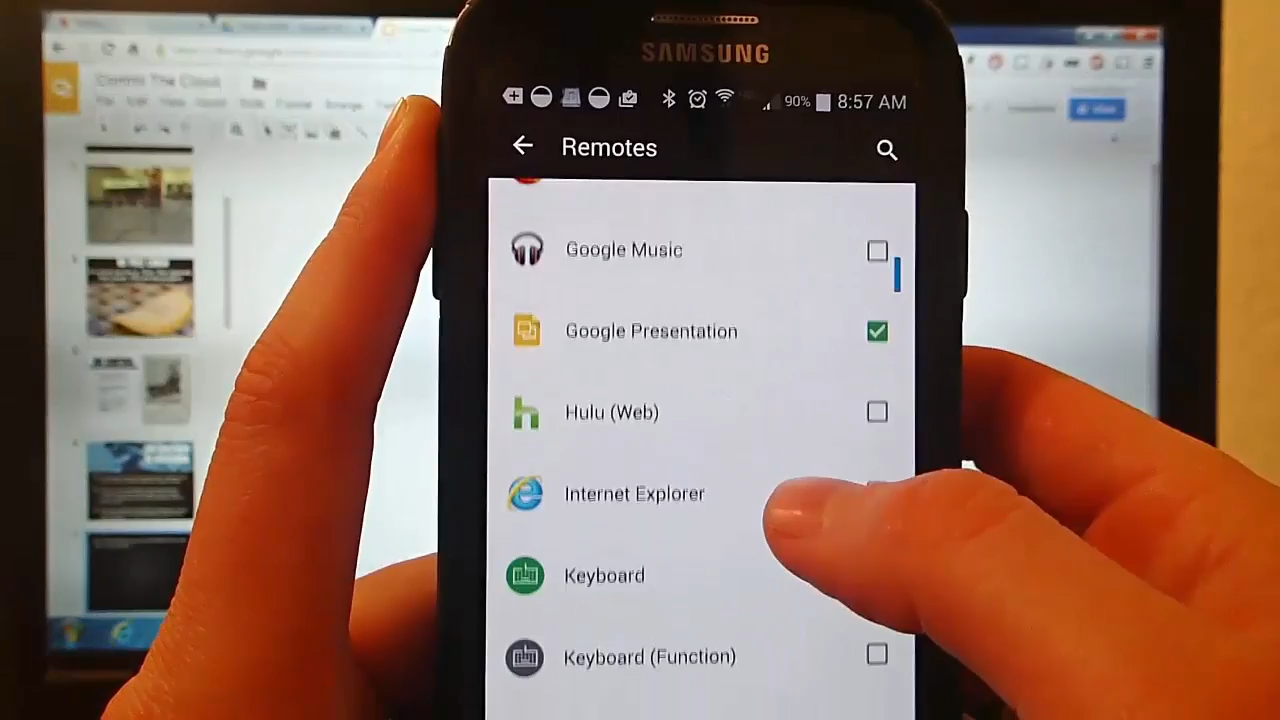 SAMSUNG
90% 8:57 AM
Remotes
Google Music
Google Presentation
Hulu (Web)
Internet Explorer
Keyboard
Keyboard (Function)